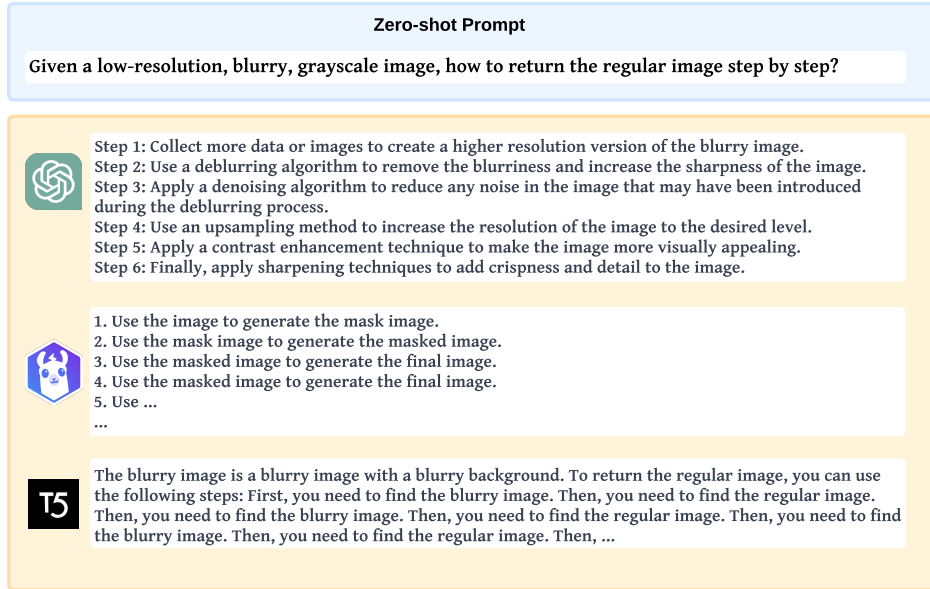 Zero-shot Prompt
Given a low-resolution, blurry, grayscale image, how to return the regular image step by step?
Step 1: Collect more data or images to create a higher resolution version of the blurry image.
Step 2: Use a deblurring algorithm to remove the blurriness and increase the sharpness of the image.
Step 3: Apply a denoising algorithm to reduce any noise in the image that may have been introduced
during the deblurring process.
Step 4: Use an upsampling method to increase the resolution of the image to the desired level.
Step 5: Apply a contrast enhancement technique to make the image more visually appealing.
Step 6: Finally, apply sharpening techniques to add crispness and detail to the image.
1. Use the image to generate the mask image.
2. Use the mask image to generate the masked image.
3. Use the masked image to generate the final image.
4. Use the masked image to generate the final image.
5. Use ...
...
T5
The blurry image is a blurry image with a blurry background. To return the regular image, you can use
the following steps: First, you need to find the blurry image. Then, you need to find the regular image.
Then, you need to find the blurry image. Then, you need to find the regular image. Then, you need to find
the blurry image. Then, you need to find the regular image. Then, ...